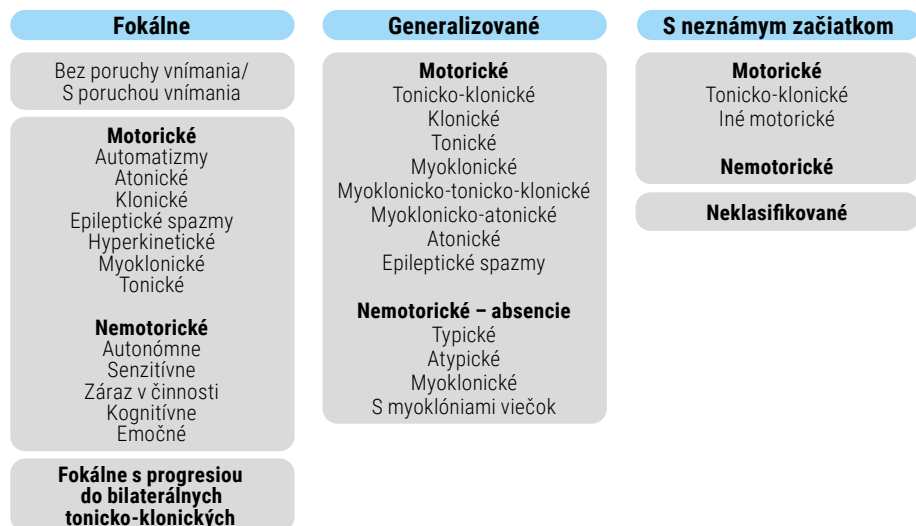 Fokálne
Bez poruchy vnímania/
S poruchou vnímania
Motorické
Automatizmy
Atonické
Klonické
Epileptické spazmy
Hyperkinetické
Myoklonické
Tonické
Nemotorické
Autonómne
Senzitívne
Záraz v činnosti
Kognitívne
Emočné
Fokálne s progresiou
do bilaterálnych
tonicko-klonických
Generalizované
Motorické
Tonicko-klonické
Klonické
Tonické
Myoklonické
Myoklonicko-tonicko-klonické
Myoklonicko-atonické
Atonické
Epileptické spazmy
Nemotorické – absencie
Typické
Atypické
Myoklonické
S myoklóniami viečok
S neznámym začiatkom
Motorické
Tonicko-klonické
Iné motorické
Nemotorické
Neklasifikované